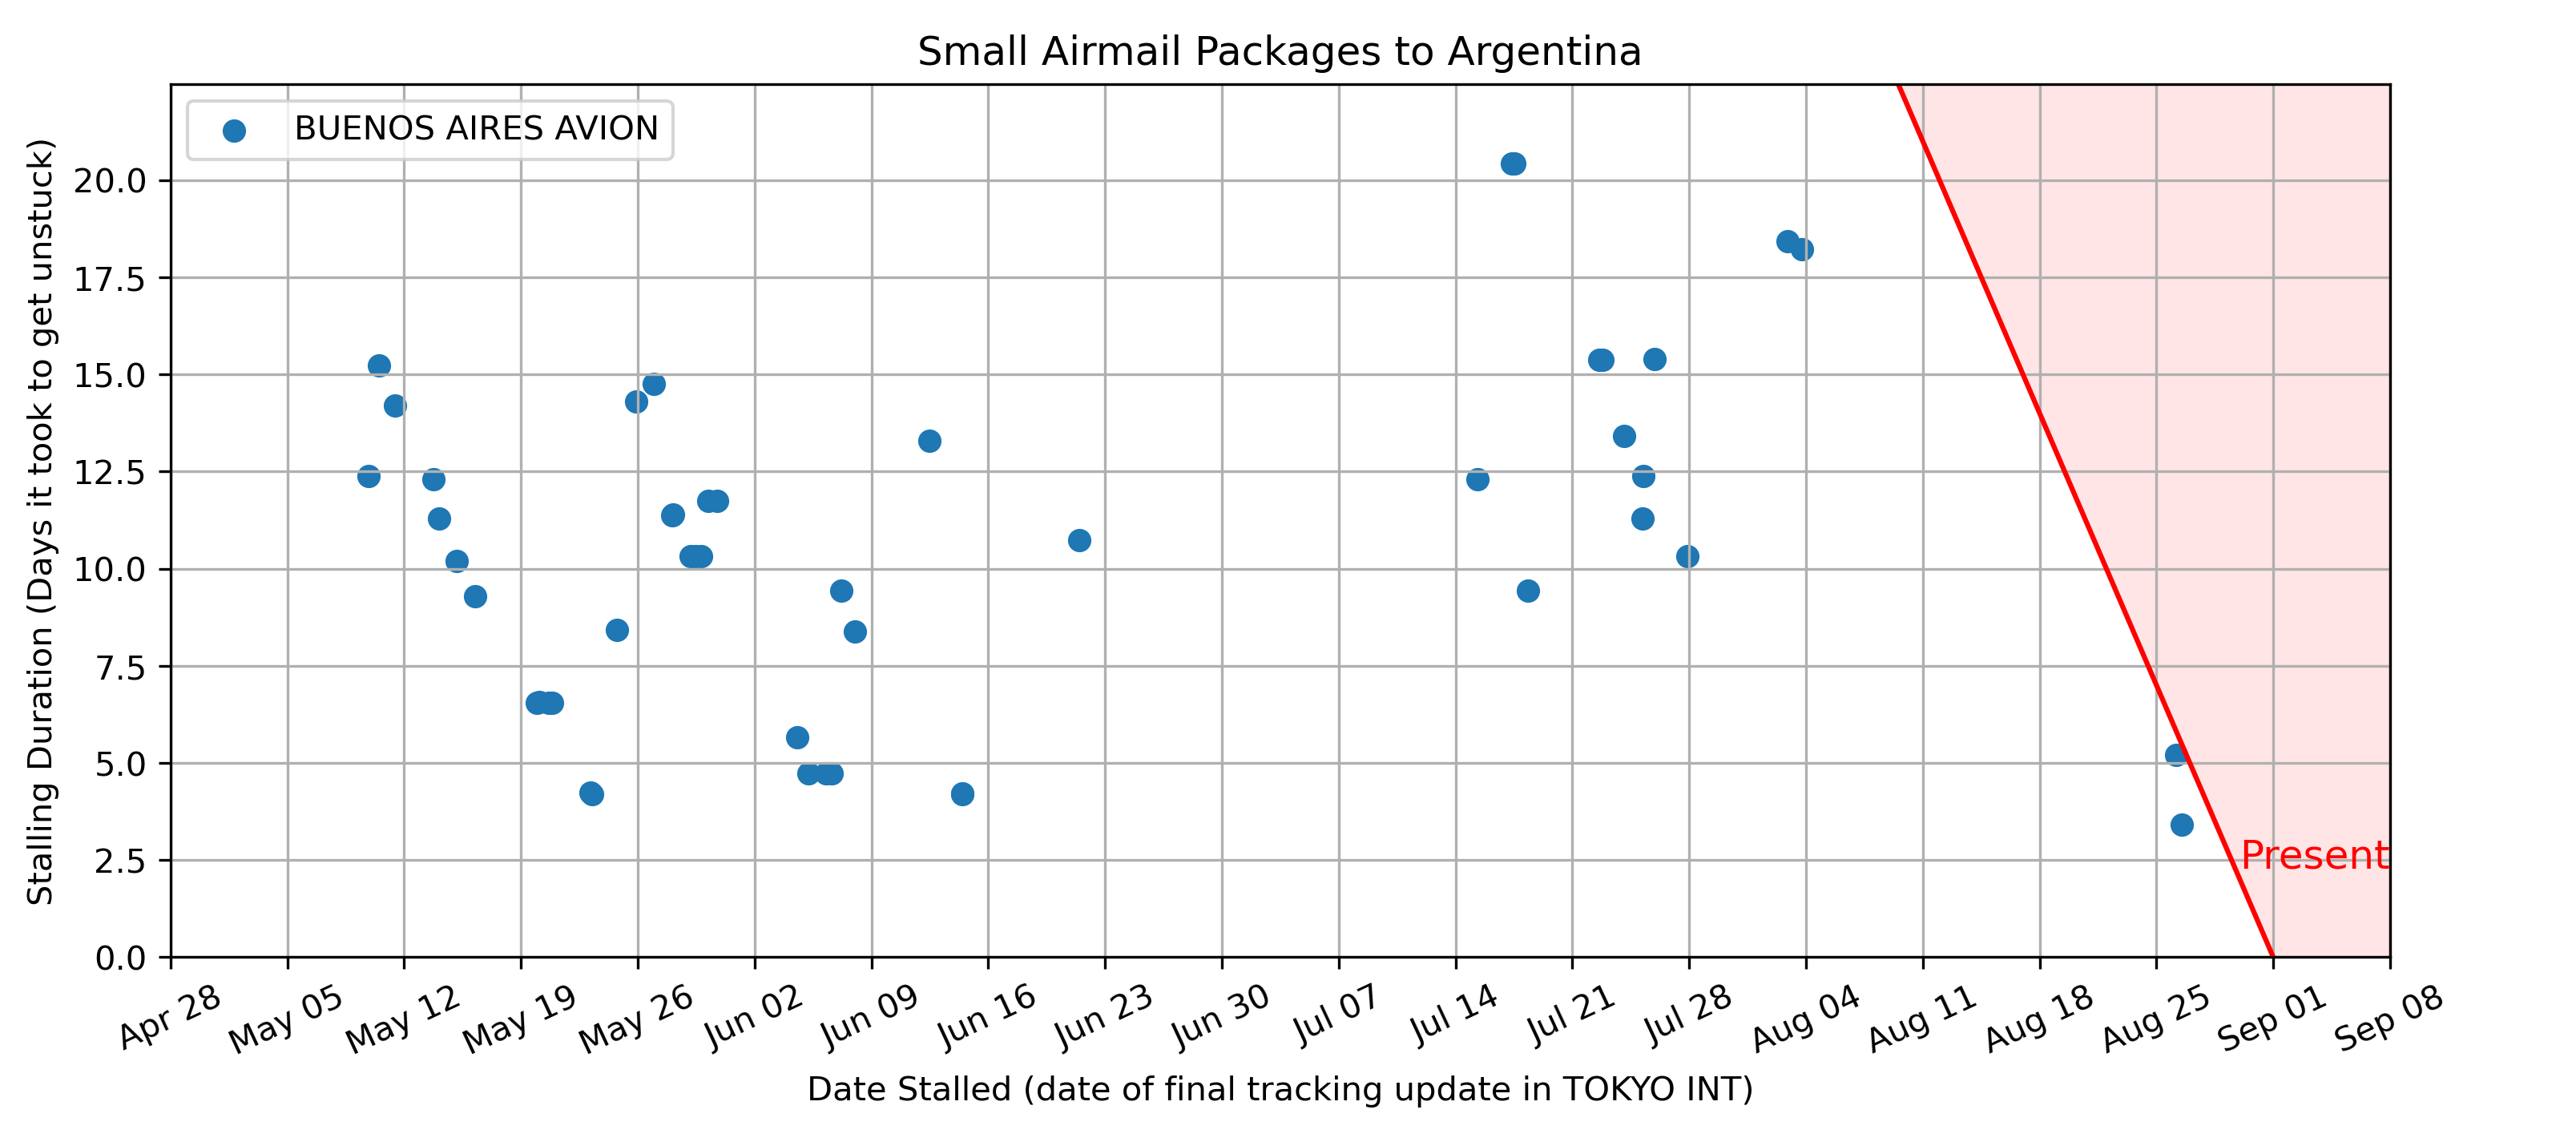 Small Airmail Packages to Argentina
BUENOS AIRES AVION
Stalling Duration (Days it took to get unstuck)
20.0
17.5
15.0
12.5
10.0
7.5
5.0
2.5
0.0
Present
Apr 28
May 05
May 12
May 19
May 26
Jun 02
Jun 09
Jun 16
Jun 23
Jun 30
Jul 07
Jul 14
Jul 21
Jul 28
Aug 04
Aug 11
Aug 18
Aug 25
Sep 01
Sep 08
Date Stalled (date of final tracking update in TOKYO INT)